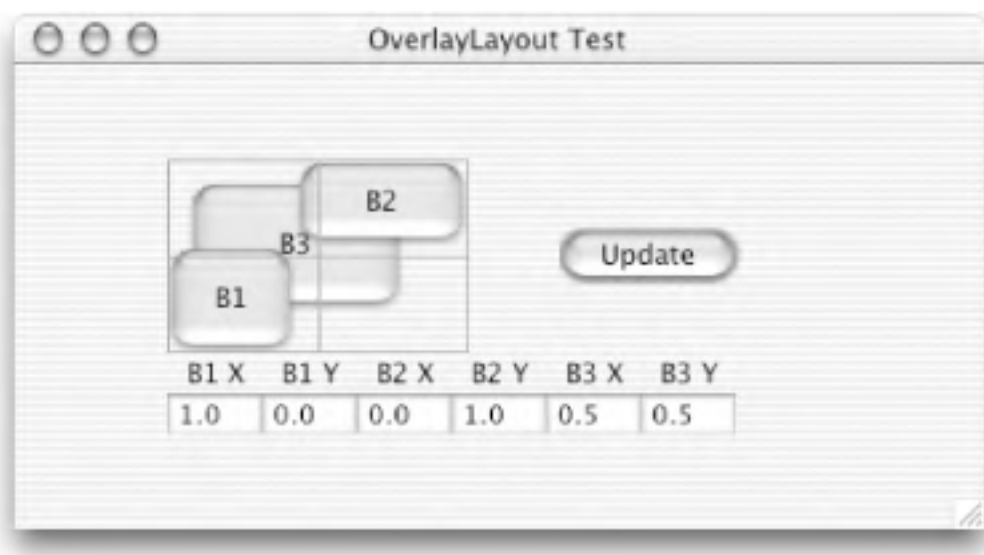 OverlayLayout Test
B2
B3
Update
B1
B1 X B1 Y B2 X B2 Y B3 X B3 Y
1.0 0.0 0.0 1.0 0.5 0.5